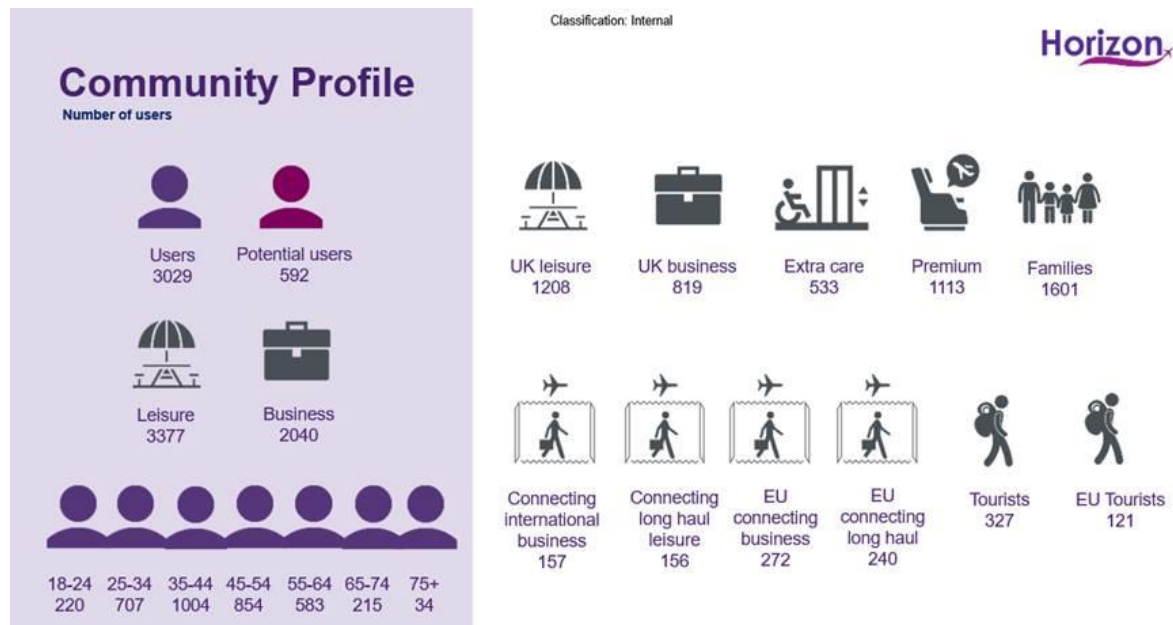 Classification: Internal
Horizon
Community Profile
Number of users
Users
3029
Potential users
592
Leisure
3377
Business
2040
18-24 25-34 35-44 45-54 55-64 65-74 75+
220 707 1004 854 583 215 34
UK leisure
1208
UK business
819
Extra care
533
Premium
1113
Families
1601
Connecting
international
business
157
Connecting
long haul
leisure
156
EU
connecting
business
272
EU
connecting
long haul
240
Tourists
327
EU Tourists
121